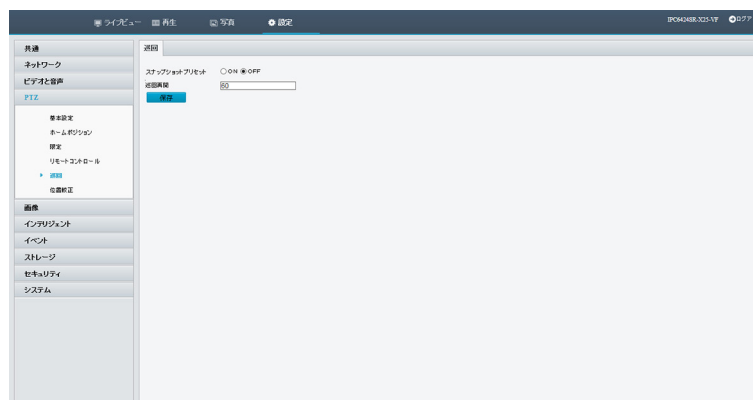 ライブビュー 再生 写真 設定 IPC6424SR-X25-VF ログア
共通
ネットワーク
ビデオと音声
PTZ
基本設定
ホームポジション
限定
リモートコントロール
巡回
位置校正
画像
インテリジェント
イベント
ストレージ
セキュリティ
システム
巡回
スナップショットプリセット ON OFF
巡回再開 60
保存